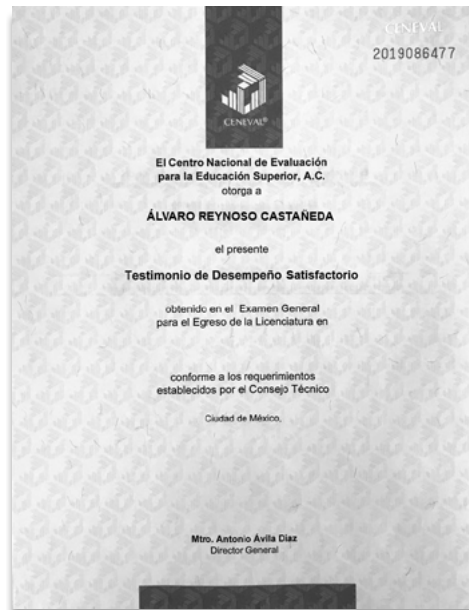 CENEVAL
2019086477
CENEVAL®
El Centro Nacional de Evaluación
para la Educación Superior, A.C.
otorga a
ÁLVARO REYNOSO CASTAÑEDA
el presente
Testimonio de Desempeño Satisfactorio
obtenido en el Examen General
para el Egreso de la Licenciatura en
conforme a los requerimientos
establecidos por el Consejo Técnico
Ciudad de México,
Mtro. Antonio Ávila Díaz
Director General